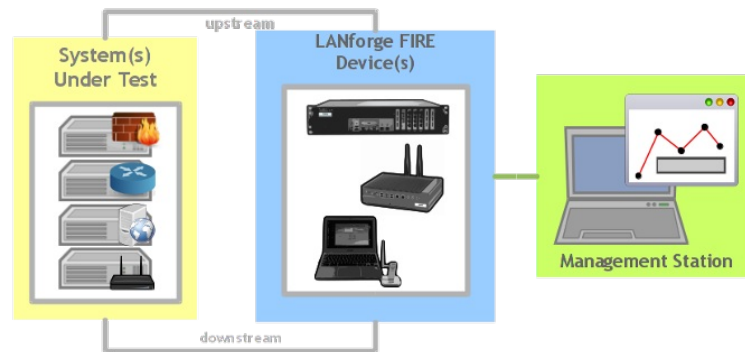 upstream
System(s)
Under Test
LANforge FIRE
Device(s)
Management Station
downstream